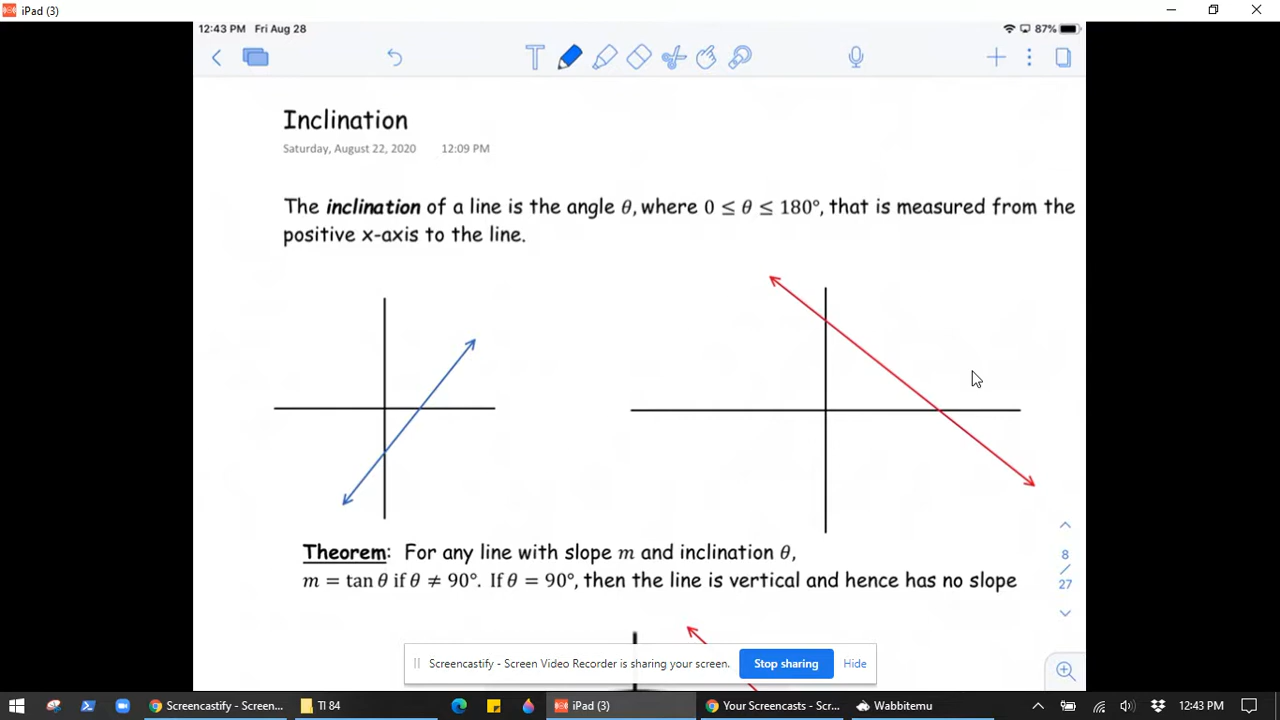 iPad (3)
12:43 PM Fri Aug 28
87%
T
Inclination
Saturday, August 22, 2020 12:09 PM
The inclination of a line is the angle θ, where 0 ≤ θ ≤ 180°, that is measured from the
positive x-axis to the line.
Theorem: For any line with slope m and inclination θ,
m = tan θ if θ ≠ 90°. If θ = 90°, then the line is vertical and hence has no slope
8
/
27
Screencastify - Screen Video Recorder is sharing your screen. Stop sharing Hide
Screencastify - Screen... TI 84 iPad (3) Your Screencasts - Sc... Wabbitemu 12:43 PM